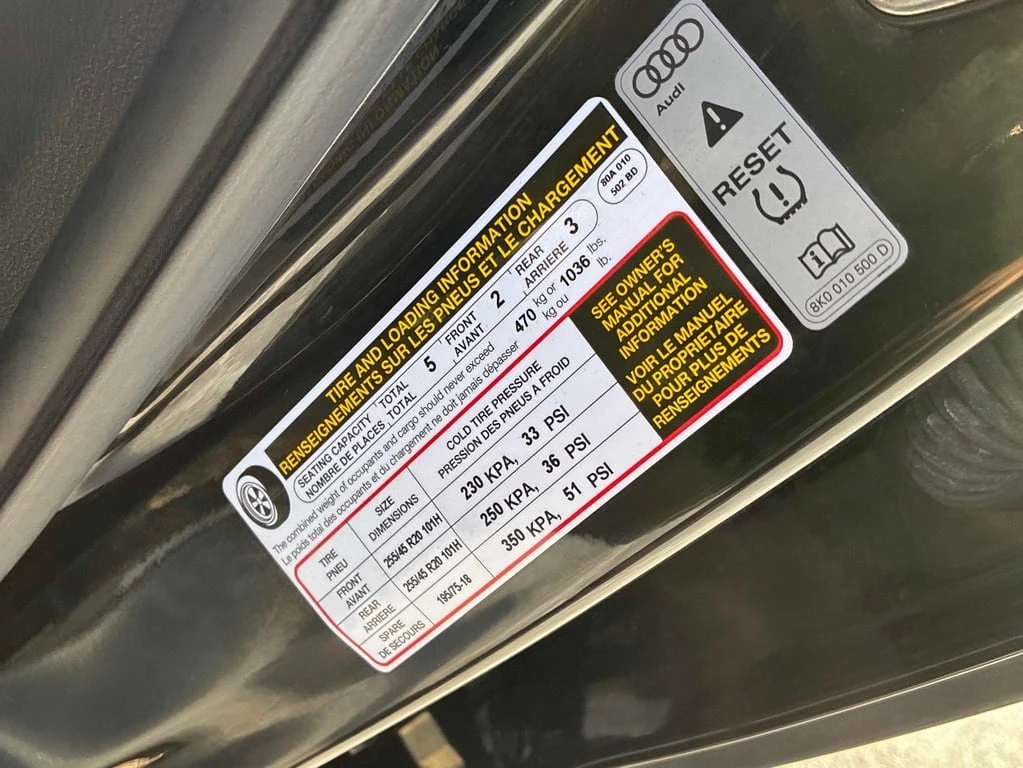 TIRE AND LOADING INFORMATION
RENSEIGNEMENTS SUR LES PNEUS ET LE CHARGEMENT
80A 010
502 BD
SEATING CAPACITY TOTAL 5 FRONT 2 REAR 3
NOMBRE DE PLACES TOTAL AVANT ARRIERE
The combined weight of occupants and cargo should never exceed 470 kg or 1036 lbs.
Le poids total des occupants et du chargement ne doit jamais dépasser kg ou lb.
TIRE SIZE COLD TIRE PRESSURE
PNEU DIMENSIONS PRESSION DES PNEUS A FROID
FRONT
AVANT 255/45 R20 101H 230 KPA, 33 PSI
REAR
ARRIERE 255/45 R20 101H 250 KPA, 36 PSI
SPARE
DE SECOURS 195/75-18 350 KPA, 51 PSI
SEE OWNER'S
MANUAL FOR
ADDITIONAL
INFORMATION
VOIR LE MANUEL
DU PROPRIETAIRE
POUR PLUS DE
RENSEIGNEMENTS
Audi
RESET
8K0 010 500 D